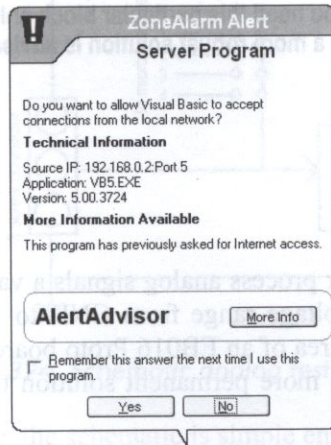 ZoneAlarm Alert
Server Program
Do you want to allow Visual Basic to accept
connections from the local network?
Technical Information
Source IP: 192.168.0.2:Port 5
Application: VB5.EXE
Version: 5.00.3724
More Information Available
This program has previously asked for Internet access.
AlertAdvisor
More Info
Remember this answer the next time I use this
program.
Yes
No